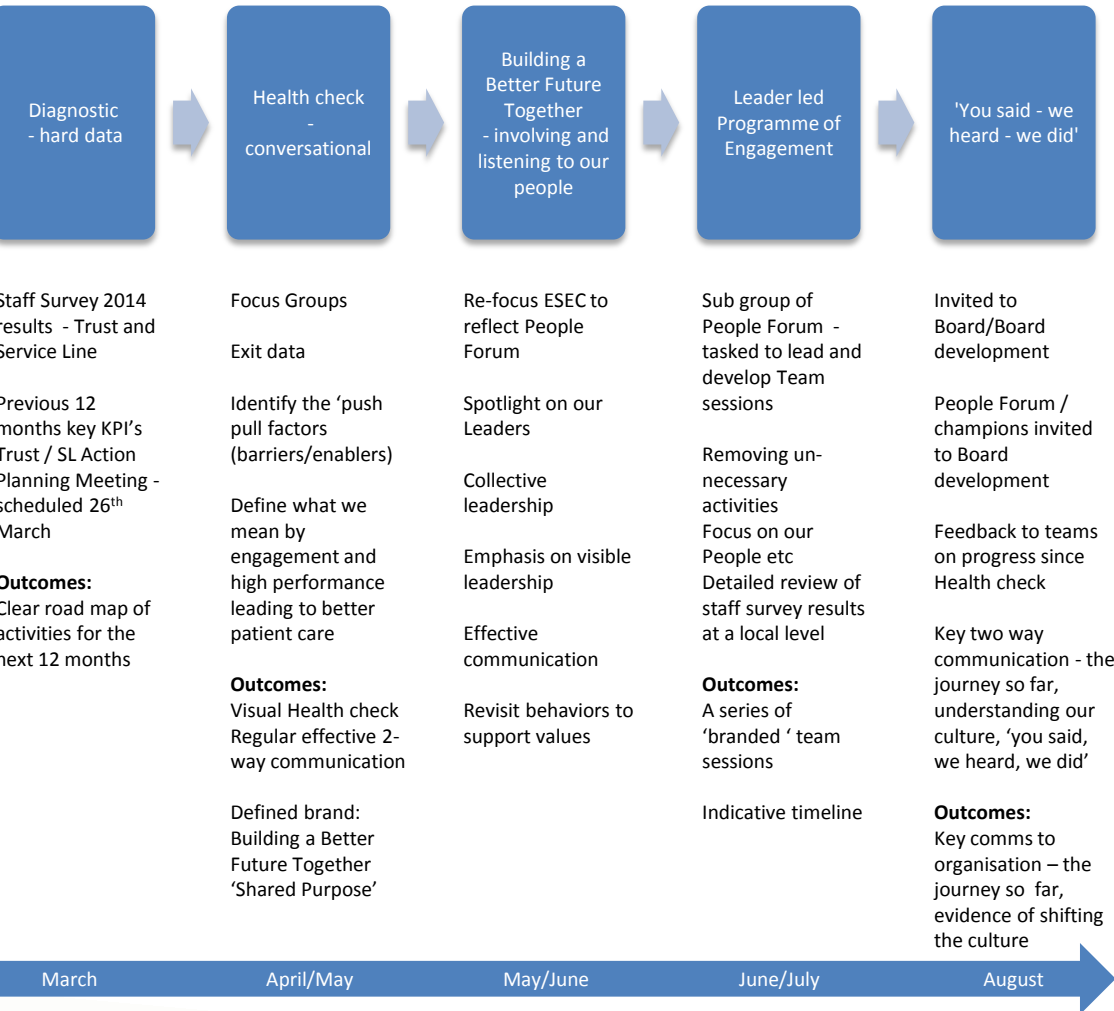 Diagnostic
- hard data
Health check
-
conversational
Building a
Better Future
Together
- involving and
listening to our
people
Leader led
Programme of
Engagement
'You said - we
heard - we did'
Staff Survey 2014
results - Trust and
Service Line
Previous 12
months key KPI's
Trust / SL Action
Planning Meeting -
scheduled 26th
March
Outcomes:
Clear road map of
activities for the
next 12 months
Focus Groups
Exit data
Identify the ‘push
pull factors
(barriers/enablers)
Define what we
mean by
engagement and
high performance
leading to better
patient care
Outcomes:
Visual Health check
Regular effective 2-
way communication
Defined brand:
Building a Better
Future Together
‘Shared Purpose’
Re-focus ESEC to
reflect People
Forum
Spotlight on our
Leaders
Collective
leadership
Emphasis on visible
leadership
Effective
communication
Revisit behaviors to
support values
Sub group of
People Forum -
tasked to lead and
develop Team
sessions
Removing un-
necessary
activities
Focus on our
People etc
Detailed review of
staff survey results
at a local level
Outcomes:
A series of
‘branded ‘ team
sessions
Indicative timeline
Invited to
Board/Board
development
People Forum /
champions invited
to Board
development
Feedback to teams
on progress since
Health check
Key two way
communication - the
journey so far,
understanding our
culture, ‘you said,
we heard, we did’
Outcomes:
Key comms to
organisation – the
journey so far,
evidence of shifting
the culture
March
April/May
May/June
June/July
August